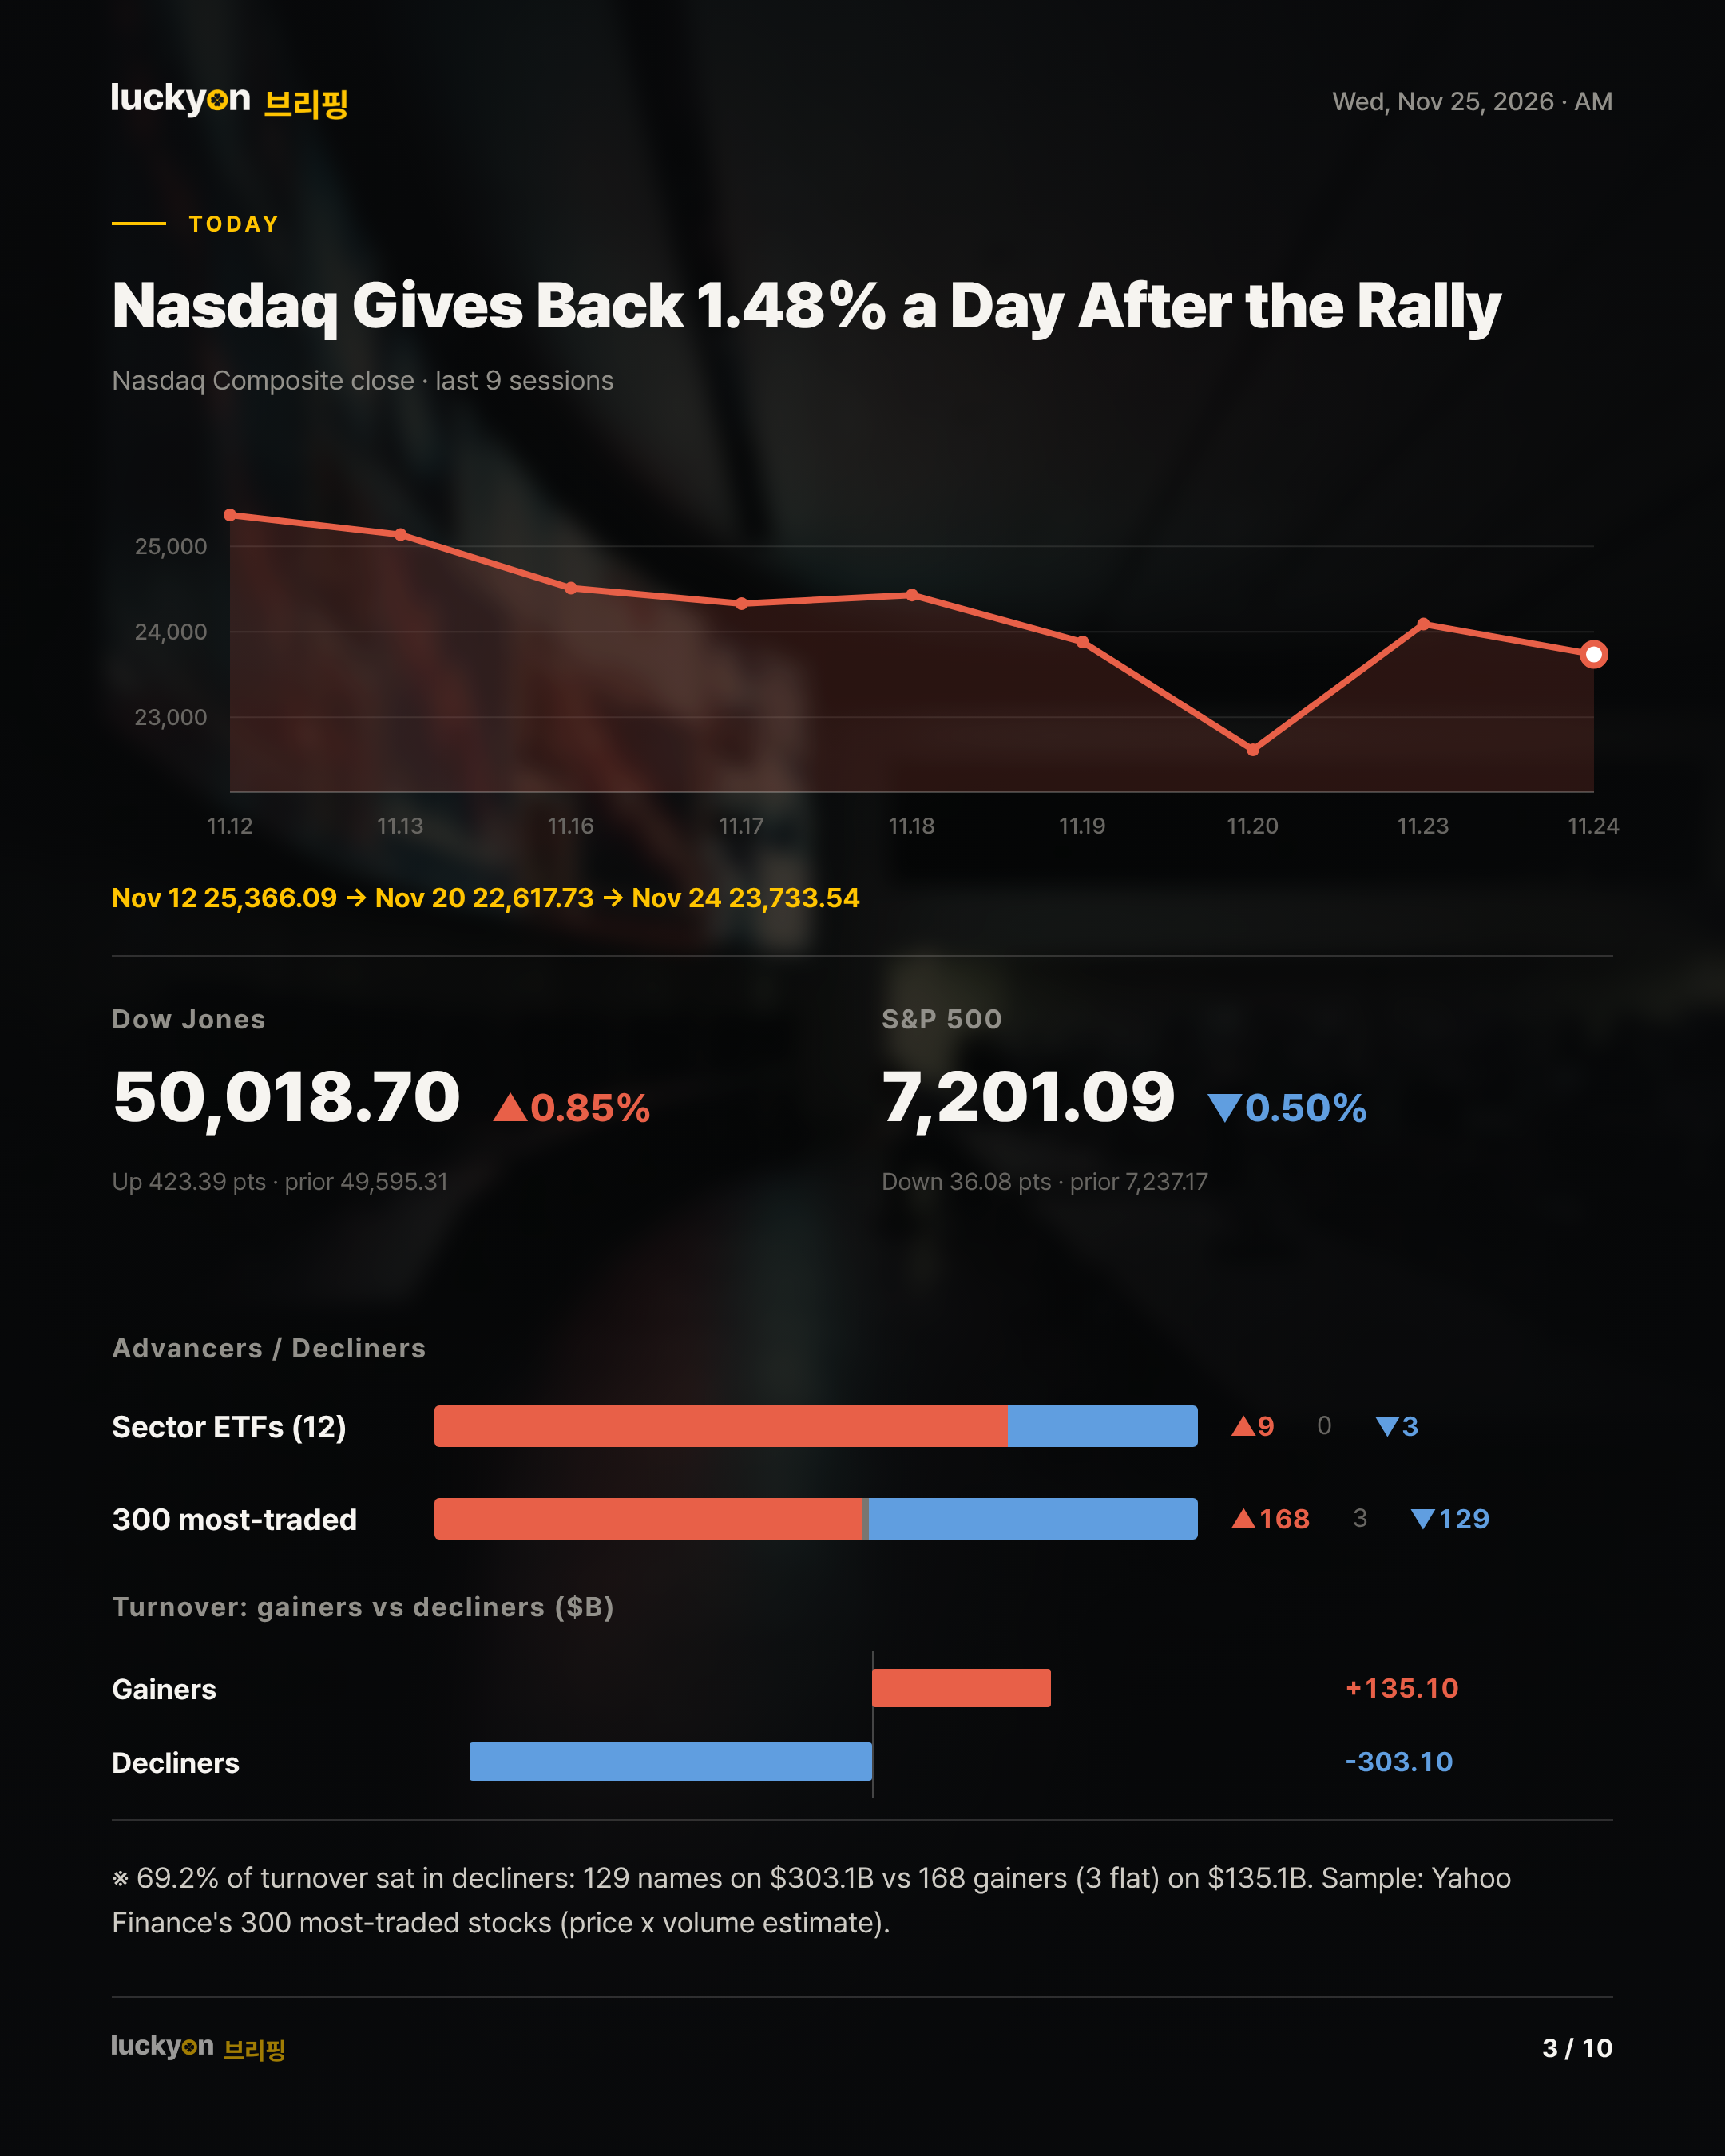 luckyon 브리핑
Wed, Nov 25, 2026 · AM
TODAY
Nasdaq Gives Back 1.48% a Day After the Rally
Nasdaq Composite close · last 9 sessions
25,000
24,000
23,000
11.12 11.13 11.16 11.17 11.18 11.19 11.20 11.23 11.24
Nov 12 25,366.09 → Nov 20 22,617.73 → Nov 24 23,733.54
Dow Jones
50,018.70 ▲0.85%
Up 423.39 pts · prior 49,595.31
S&P 500
7,201.09 ▼0.50%
Down 36.08 pts · prior 7,237.17
Advancers / Decliners
Sector ETFs (12) ▲9 0 ▼3
300 most-traded ▲168 3 ▼129
Turnover: gainers vs decliners ($B)
Gainers +135.10
Decliners -303.10
※ 69.2% of turnover sat in decliners: 129 names on $303.1B vs 168 gainers (3 flat) on $135.1B. Sample: Yahoo
Finance's 300 most-traded stocks (price x volume estimate).
luckyon 브리핑
3 / 10